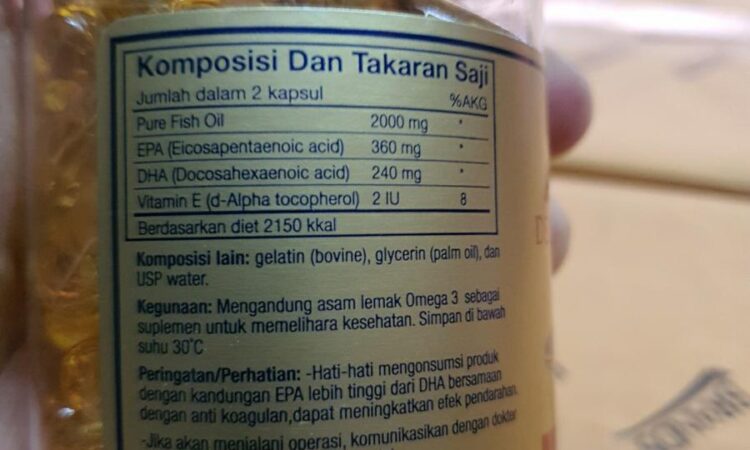 Komposisi Dan Takaran Saji
Jumlah dalam 2 kapsul %AKG
Pure Fish Oil 2000 mg *
EPA (Eicosapentaenoic acid) 360 mg *
DHA (Docosahexaenoic acid) 240 mg *
Vitamin E (d-Alpha tocopherol) 2 IU 8
Berdasarkan diet 2150 kkal
Komposisi lain: gelatin (bovine), glycerin (palm oil), dan
USP water.
Kegunaan: Mengandung asam lemak Omega 3 sebagai
suplemen untuk memelihara kesehatan. Simpan di bawah
suhu 30°C
Peringatan/Perhatian: -Hati-hati mengonsumsi produk
dengan kandungan EPA lebih tinggi dari DHA bersamaan
dengan anti koagulan,dapat meningkatkan efek pendarahan.
-Jika akan menjalani operasi, komunikasikan dengan dokter